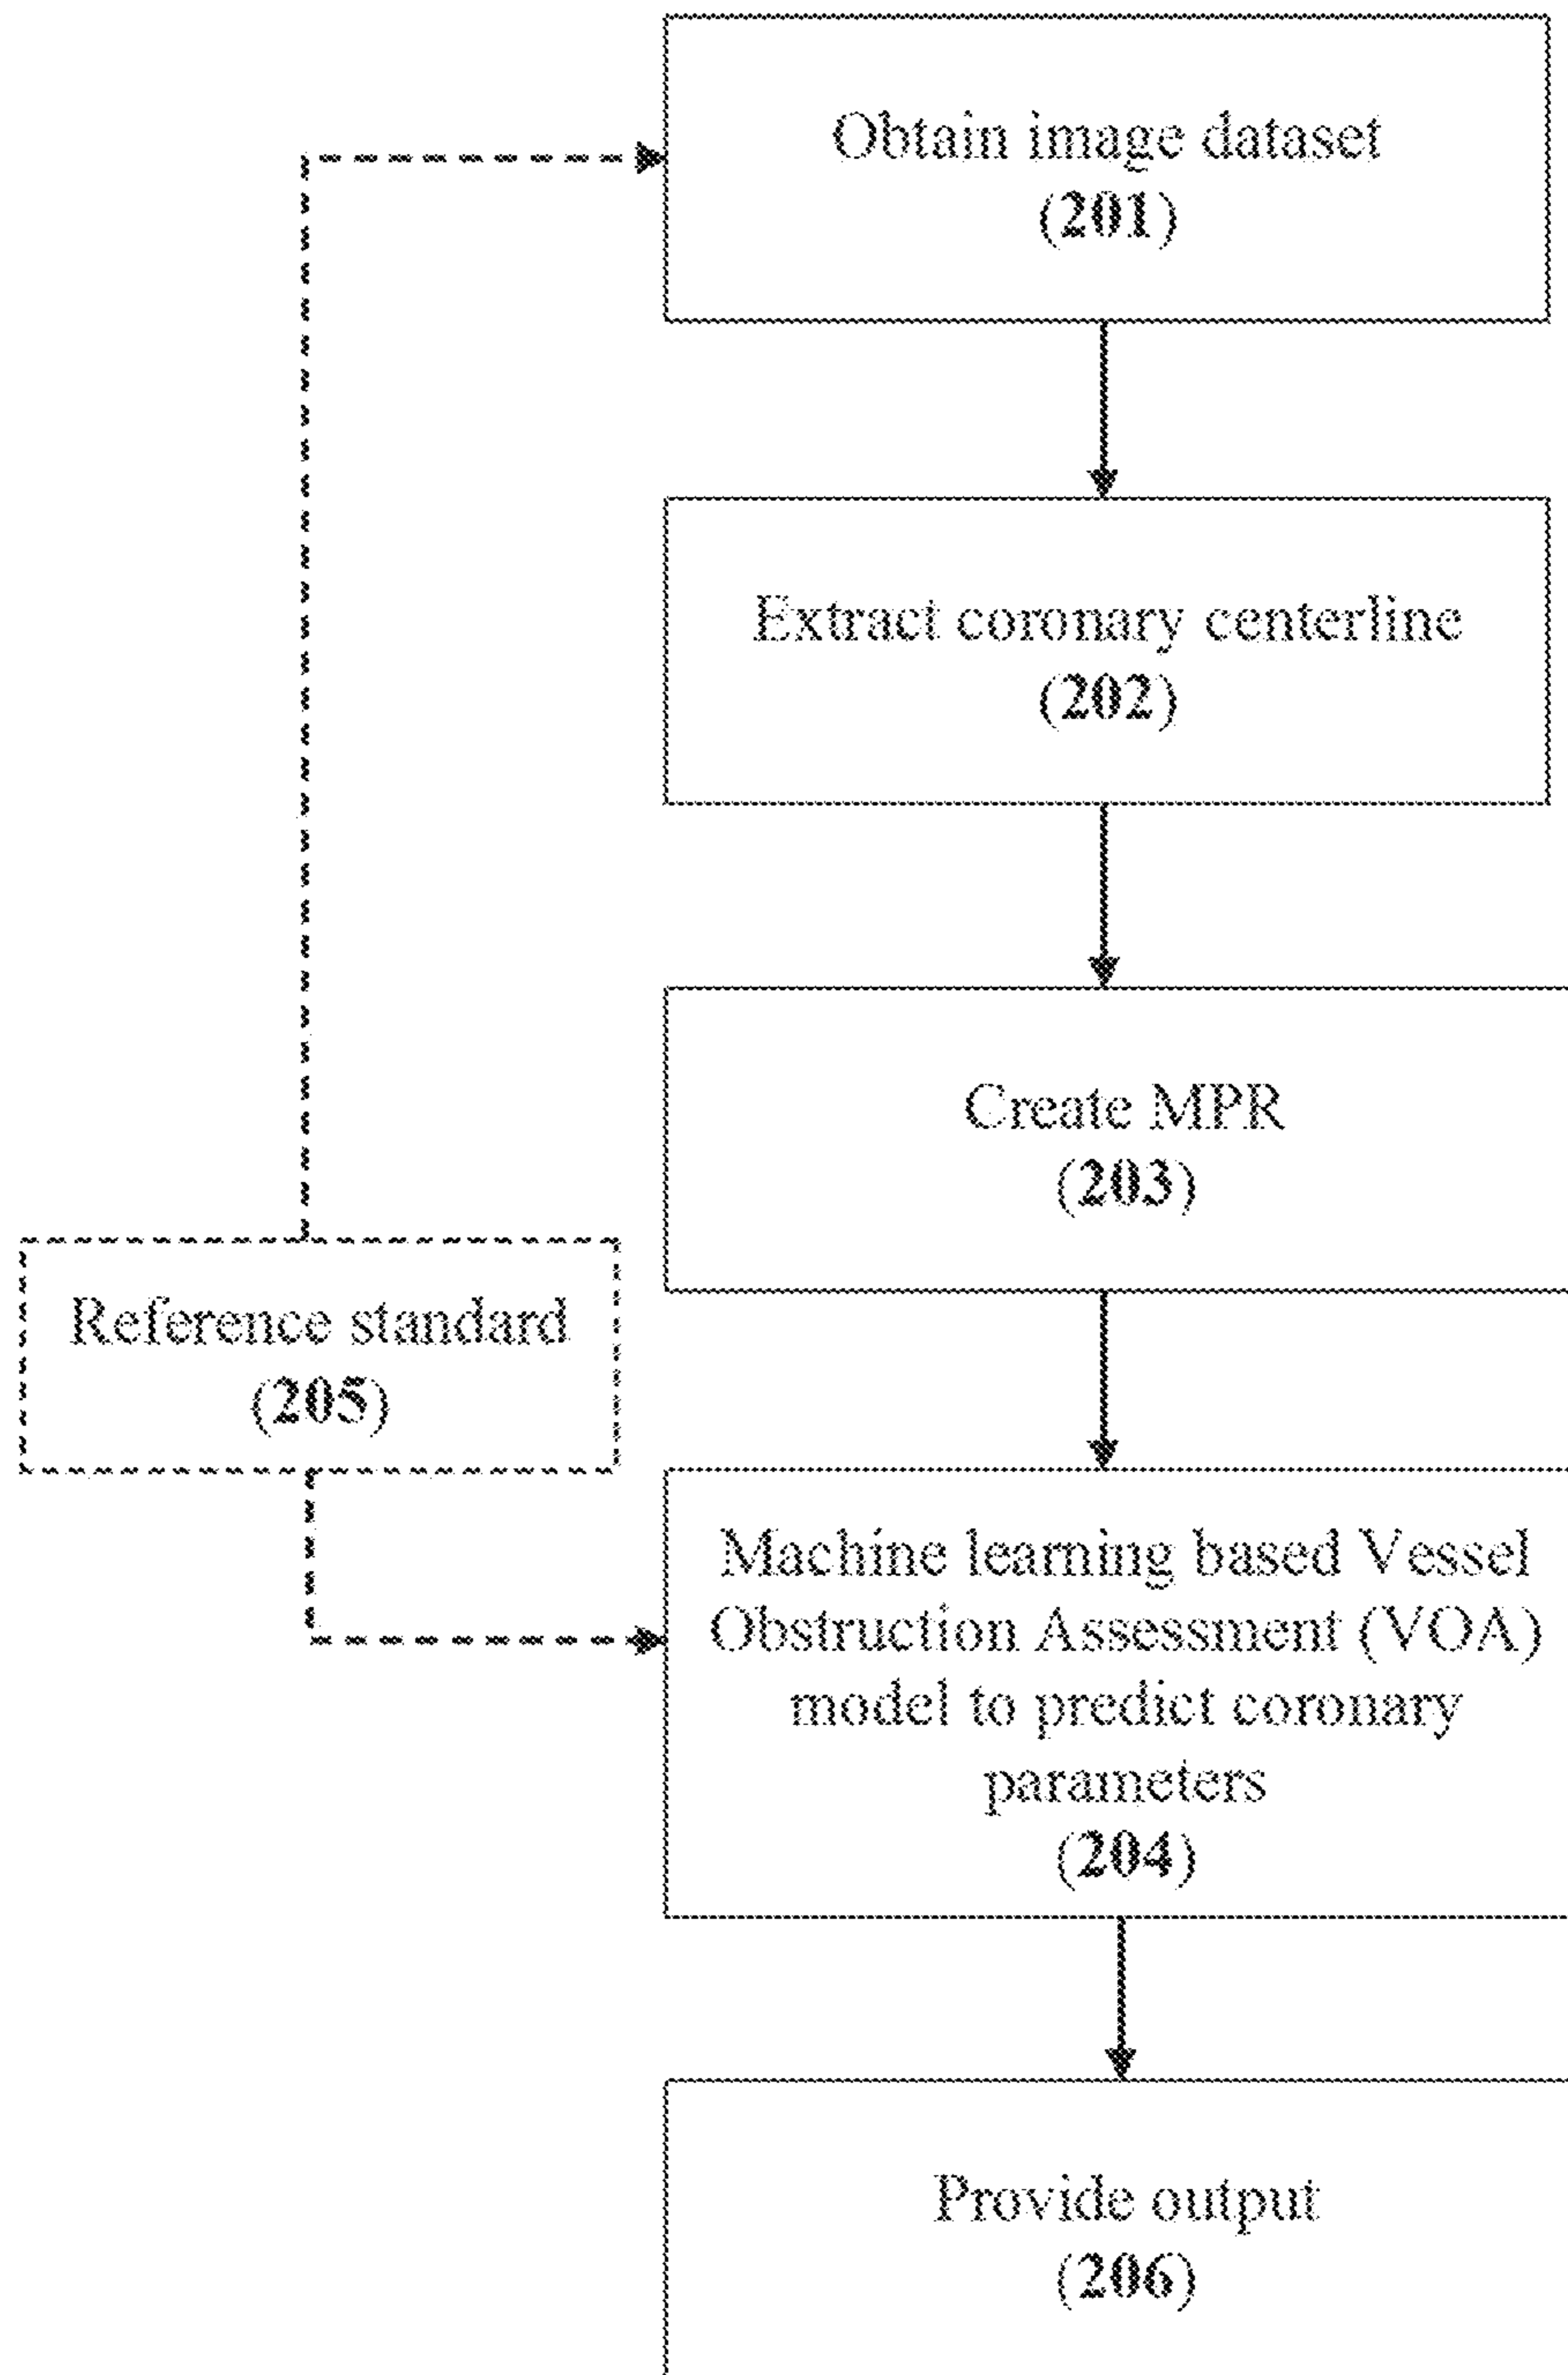 Obtain image dataset
(201)
Extract coronary centerline
(202)
Create MPR
(203)
Reference standard
(205)
Machine learning based Vessel
Obstruction Assessment (VOA)
model to predict coronary
parameters
(204)
Provide output
(206)